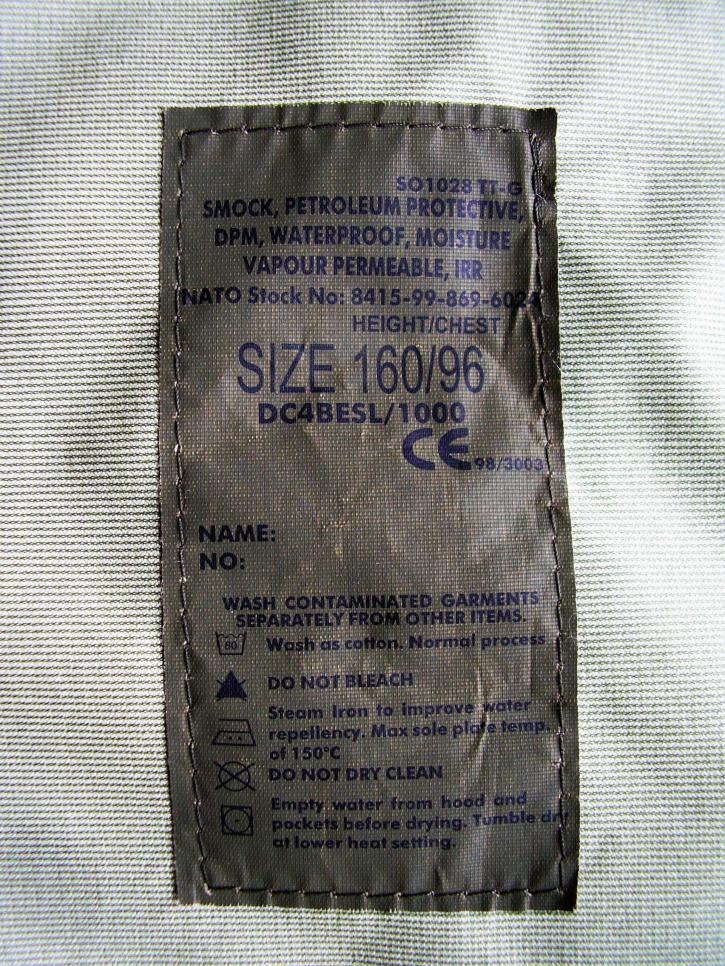 SO1028 TT-G
SMOCK, PETROLEUM PROTECTIVE,
DPM, WATERPROOF, MOISTURE
VAPOUR PERMEABLE, IRR
NATO Stock No: 8415-99-869-6024
HEIGHT/CHEST
SIZE 160/96
DC4BESL/1000
CE 98/3003
NAME:
NO:
WASH CONTAMINATED GARMENTS
SEPARATELY FROM OTHER ITEMS.
60 Wash as cotton. Normal process
DO NOT BLEACH
Steam Iron to improve water
repellency. Max sole plate temp.
of 150°C
DO NOT DRY CLEAN
Empty water from hood and
pockets before drying. Tumble dry
at lower heat setting.